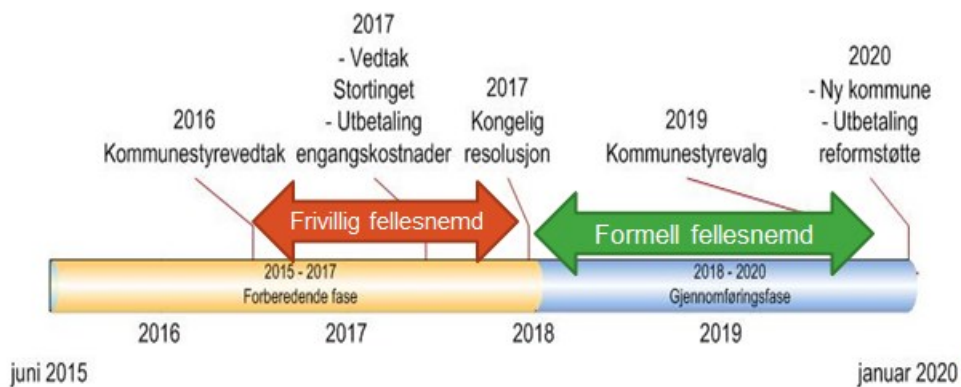 2016
Kommunestyrevedtak
2017
- Vedtak
Stortinget
- Utbetaling
engangskostnader
2017
Kongelig
resolusjon
2019
Kommunestyrevalg
2020
- Ny kommune
- Utbetaling
reformstøtte
Frivillig fellesnemd
Formell fellesnemd
2015 - 2017
Forberedende fase
2018 - 2020
Gjennomføringsfase
2016
2017
2018
2019
juni 2015
januar 2020